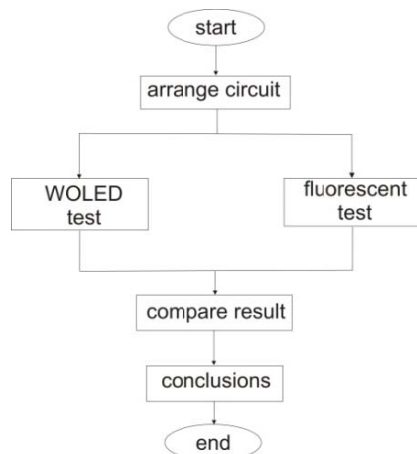 start
arrange circuit
WOLED
test
fluorescent
test
compare result
conclusions
end